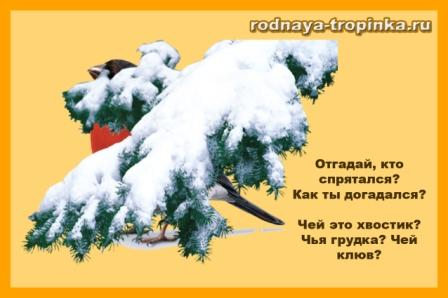 rodnaya-tropinka.ru
Отгадай, кто
спрятался?
Как ты догадался?
Чей это хвостик?
Чья грудка? Чей
клюв?